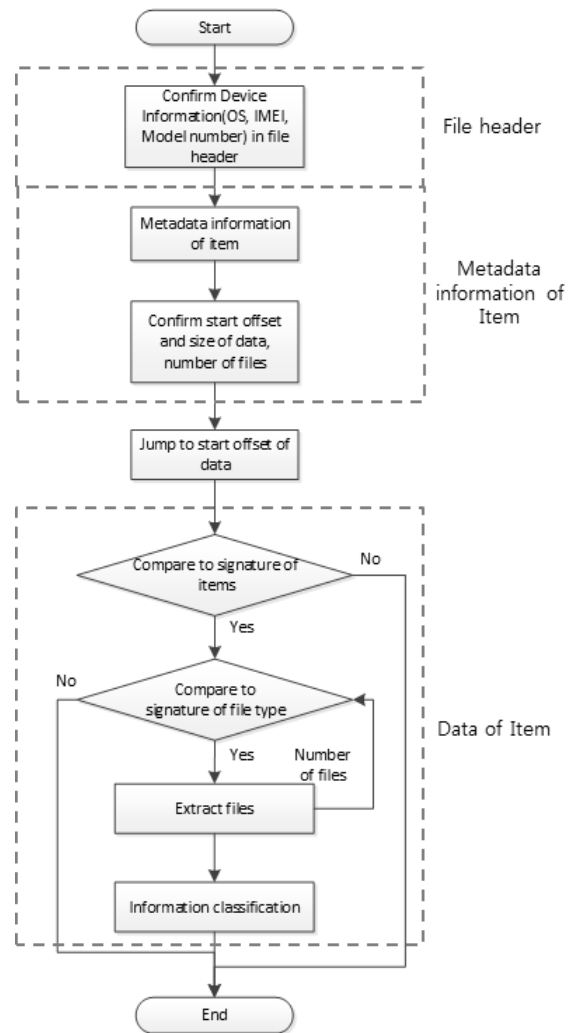 Start
Confirm Device
Information(OS, IMEI,
Model number) in file
header
File header
Metadata information
of item
Metadata
information of
Item
Confirm start offset
and size of data,
number of files
Jump to start offset of
data
Compare to signature of
items
No
Yes
No
Compare to
signature of file type
Yes
Number
of files
Data of Item
Extract files
Information classification
End